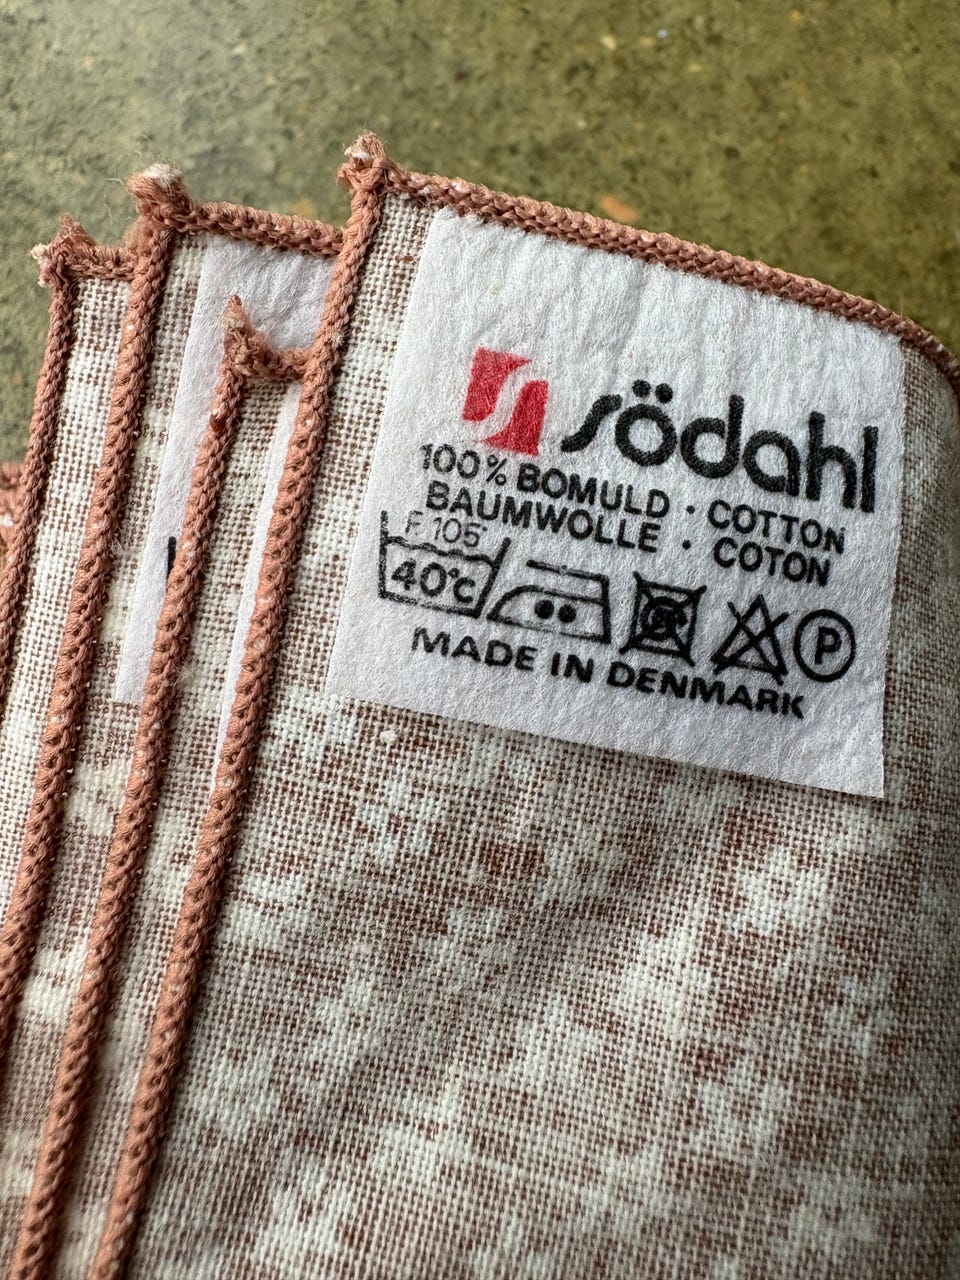 södahl
100% BOMULD · COTTON
BAUMWOLLE · COTON
F 105
40°C
P
MADE IN DENMARK